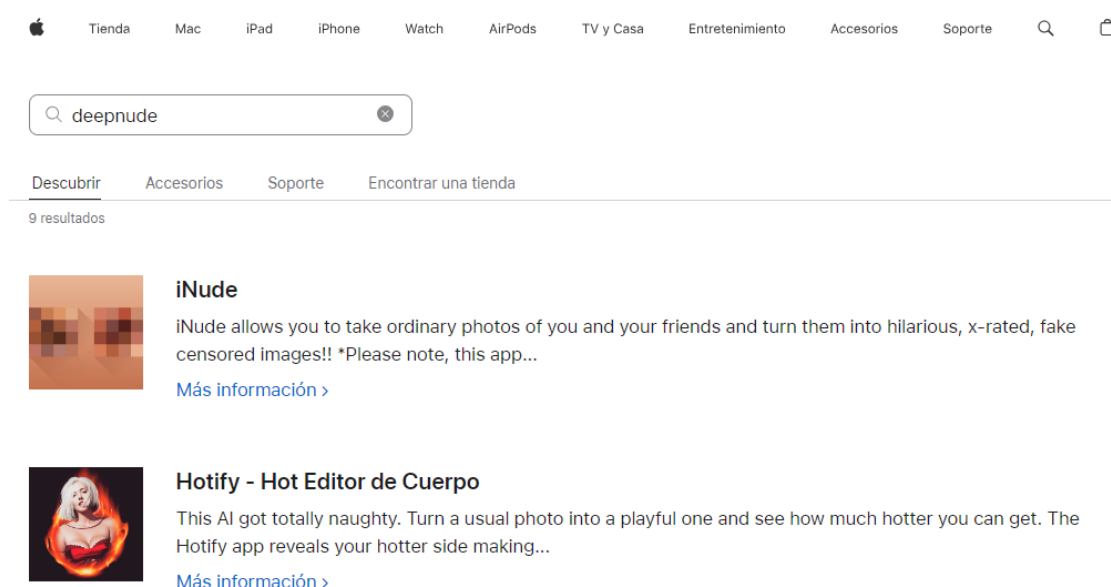 Tienda Mac iPad iPhone Watch AirPods TV y Casa Entretenimiento Accesorios Soporte
deepnude
Descubrir Accesorios Soporte Encontrar una tienda
9 resultados
iNude
iNude allows you to take ordinary photos of you and your friends and turn them into hilarious, x-rated, fake
censored images!! *Please note, this app...
Más información >
Hotify - Hot Editor de Cuerpo
This AI got totally naughty. Turn a usual photo into a playful one and see how much hotter you can get. The
Hotify app reveals your hotter side making...
Más información >